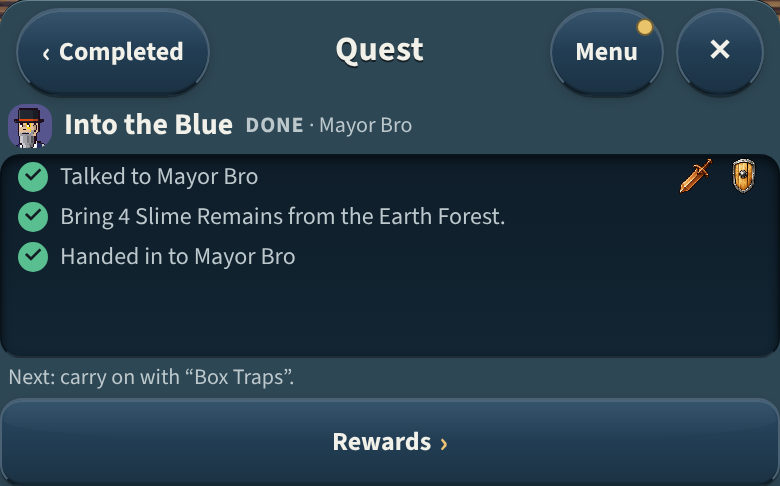 ‹ Completed
Quest
Menu
✕
Into the Blue DONE · Mayor Bro
Talked to Mayor Bro
Bring 4 Slime Remains from the Earth Forest.
Handed in to Mayor Bro
Next: carry on with “Box Traps”.
Rewards ›